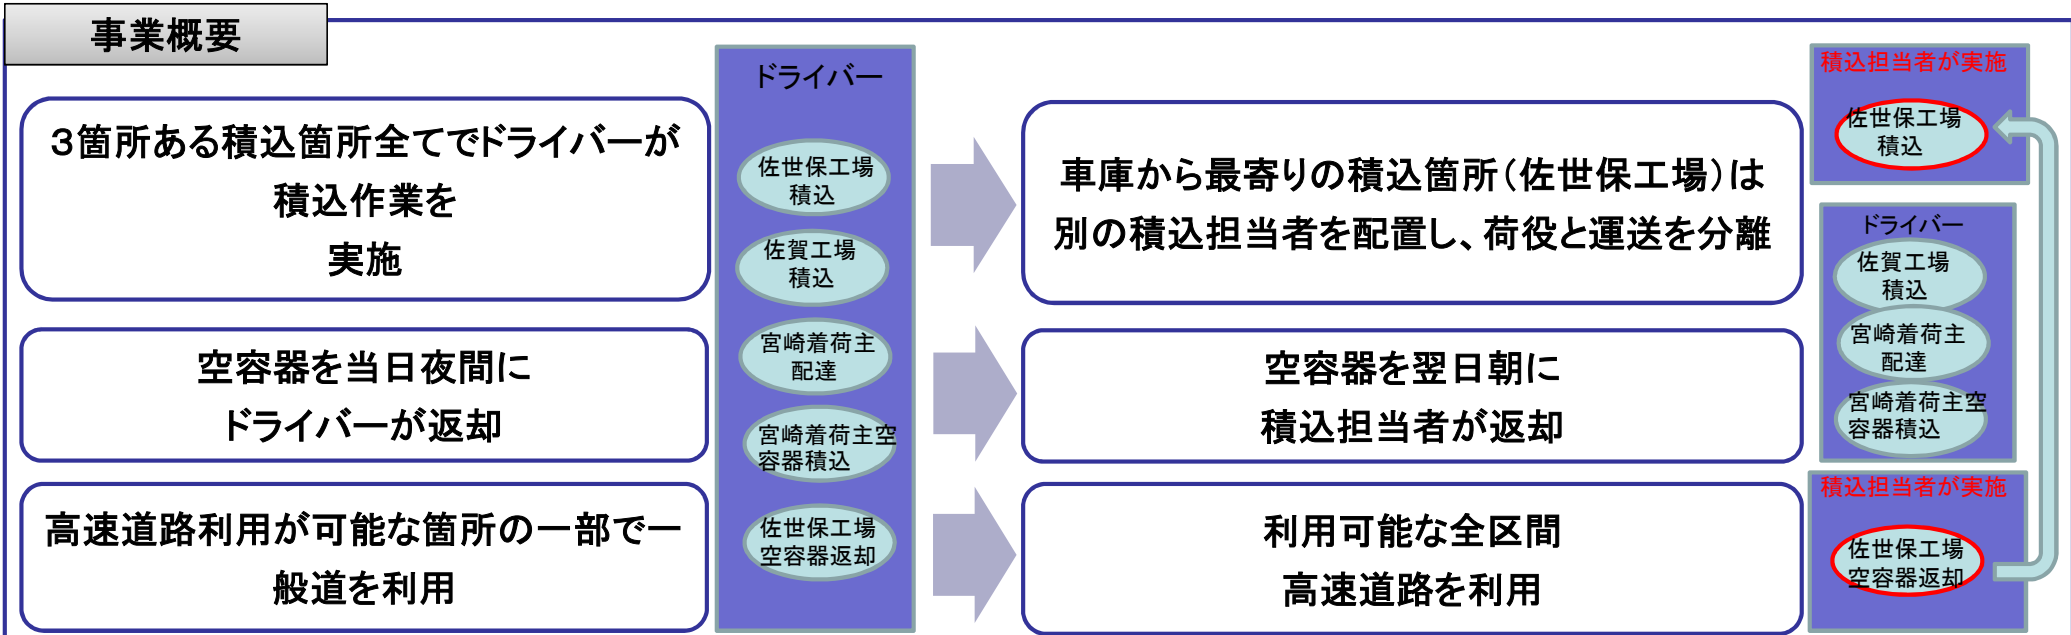 事業概要
3箇所ある積込箇所全てでドライバーが
積込作業を
実施
空容器を当日夜間に
ドライバーが返却
高速道路利用が可能な箇所の一部で一
般道を利用
ドライバー
佐世保工場
積込
佐賀工場
積込
宮崎着荷主
配達
宮崎着荷主空
容器積込
佐世保工場
空容器返却
車庫から最寄りの積込箇所(佐世保工場)は
別の積込担当者を配置し、荷役と運送を分離
空容器を翌日朝に
積込担当者が返却
利用可能な全区間
高速道路を利用
積込担当者が実施
佐世保工場
積込
ドライバー
佐賀工場
積込
宮崎着荷主
配達
宮崎着荷主空
容器積込
積込担当者が実施
佐世保工場
空容器返却